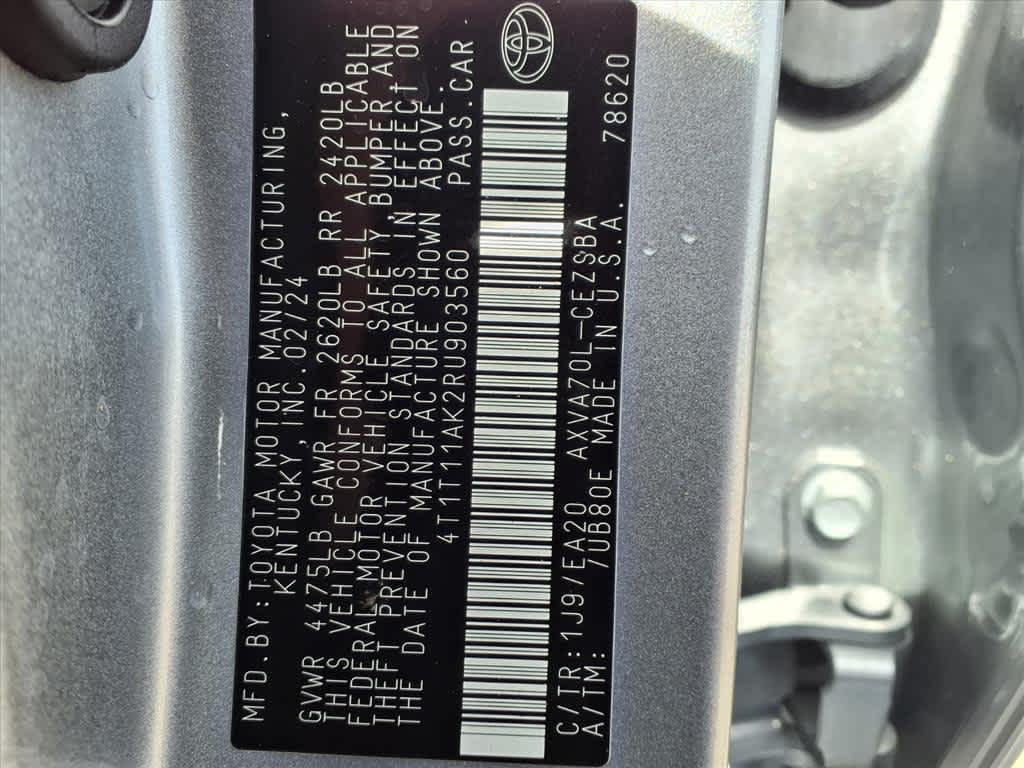 MFD.BY:TOYOTA MOTOR MANUFACTURING,
KENTUCKY,INC.02/24
GVWR 4475LB GAWR FR 2620LB RR 2420LB
THIS VEHICLE CONFORMS TO ALL APPLICABLE
FEDERAL MOTOR VEHICLE SAFETY, BUMPER AND
THEFT PREVENTION STANDARDS IN EFFECT ON
THE DATE OF MANUFACTURE SHOWN ABOVE.
4T1T11AK2RU903560 PASS.CAR
C/TR:1J9/EA20 AXVA70L-CEZSBA
A/TM: 7UB80E MADE IN U.S.A. 78620